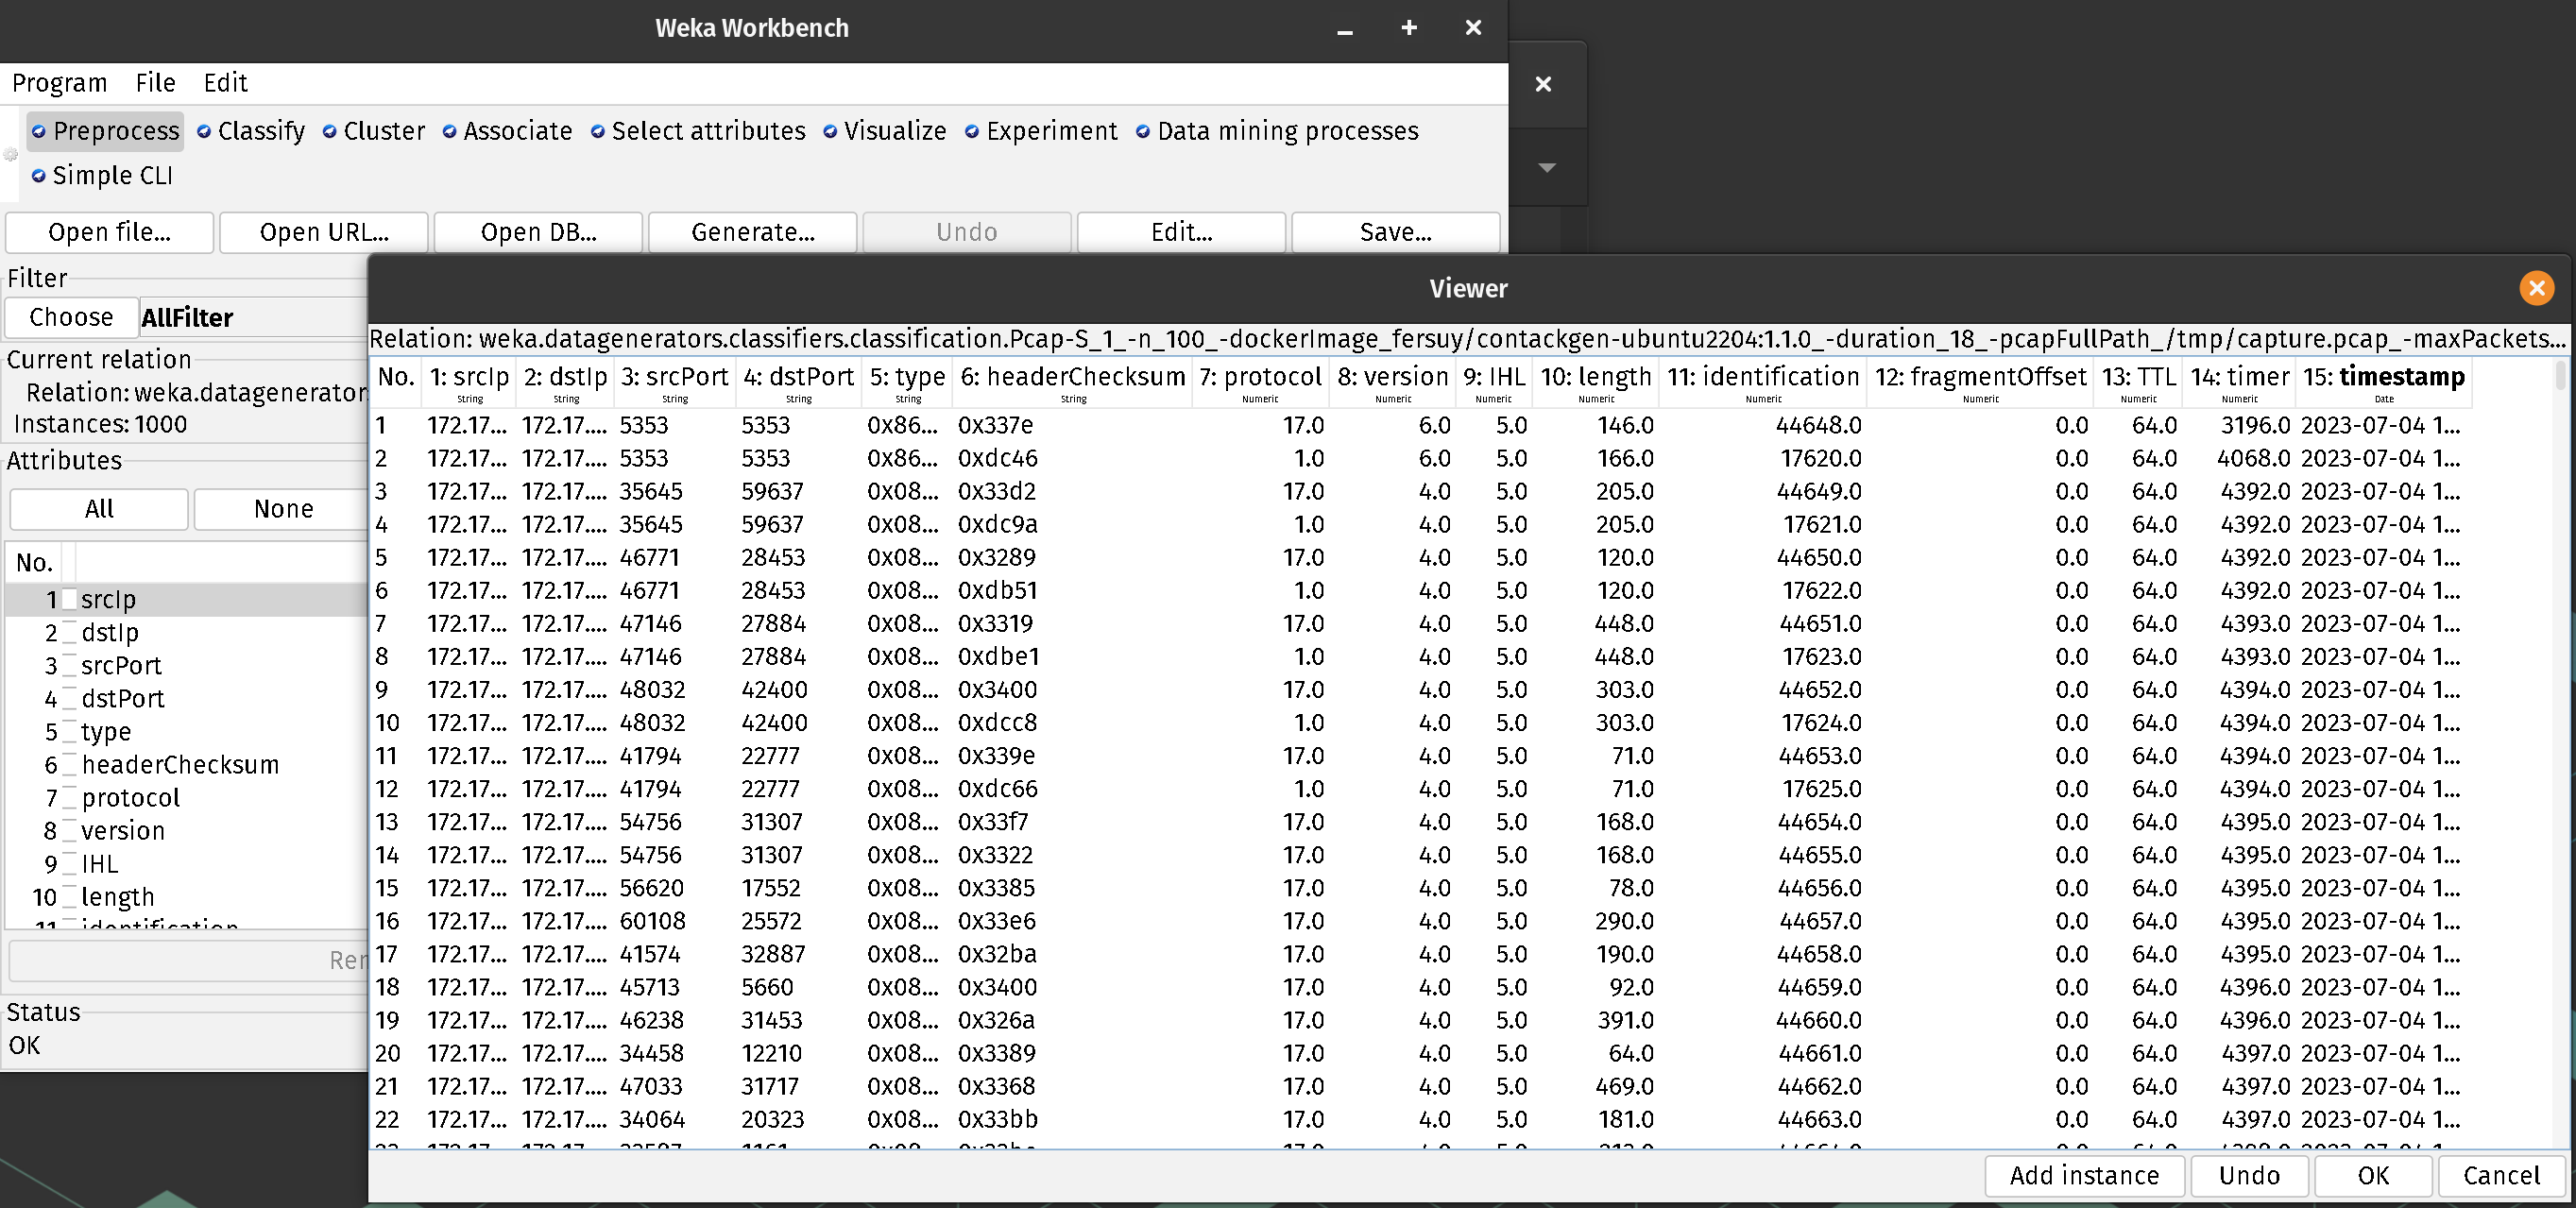 Weka Workbench
Program File Edit
Preprocess Classify Cluster Associate Select attributes Visualize Experiment Data mining processes
Simple CLI
Open file... Open URL... Open DB... Generate... Undo Edit... Save...
Filter
Choose AllFilter
Current relation
Relation: weka.datagenerator
Instances: 1000
Attributes
All None
No.
1 srcIp
2 dstIp
3 srcPort
4 dstPort
5 type
6 headerChecksum
7 protocol
8 version
9 IHL
10 length
11 identification
Rer
Status
OK
Viewer
Relation: weka.datagenerators.classifiers.classification.Pcap-S_1_-n_100_-dockerImage_fersuy/contackgen-ubuntu2204:1.1.0_-duration_18_-pcapFullPath_/tmp/capture.pcap_-maxPackets...
No. 1: srcIp 2: dstIp 3: srcPort 4: dstPort 5: type 6: headerChecksum 7: protocol 8: version 9: IHL 10: length 11: identification 12: fragmentOffset 13: TTL 14: timer 15: timestamp
String String String String String String Numeric Numeric Numeric Numeric Numeric Numeric Numeric Numeric Date
1 172.17... 172.17.... 5353 5353 0x86... 0x337e 17.0 6.0 5.0 146.0 44648.0 0.0 64.0 3196.0 2023-07-04 1...
2 172.17... 172.17.... 5353 5353 0x86... 0xdc46 1.0 6.0 5.0 166.0 17620.0 0.0 64.0 4068.0 2023-07-04 1...
3 172.17... 172.17.... 35645 59637 0x08... 0x33d2 17.0 4.0 5.0 205.0 44649.0 0.0 64.0 4392.0 2023-07-04 1...
4 172.17... 172.17.... 35645 59637 0x08... 0xdc9a 1.0 4.0 5.0 205.0 17621.0 0.0 64.0 4392.0 2023-07-04 1...
5 172.17... 172.17.... 46771 28453 0x08... 0x3289 17.0 4.0 5.0 120.0 44650.0 0.0 64.0 4392.0 2023-07-04 1...
6 172.17... 172.17.... 46771 28453 0x08... 0xdb51 1.0 4.0 5.0 120.0 17622.0 0.0 64.0 4392.0 2023-07-04 1...
7 172.17... 172.17.... 47146 27884 0x08... 0x3319 17.0 4.0 5.0 448.0 44651.0 0.0 64.0 4393.0 2023-07-04 1...
8 172.17... 172.17.... 47146 27884 0x08... 0xdbe1 1.0 4.0 5.0 448.0 17623.0 0.0 64.0 4393.0 2023-07-04 1...
9 172.17... 172.17.... 48032 42400 0x08... 0x3400 17.0 4.0 5.0 303.0 44652.0 0.0 64.0 4394.0 2023-07-04 1...
10 172.17... 172.17.... 48032 42400 0x08... 0xdcc8 1.0 4.0 5.0 303.0 17624.0 0.0 64.0 4394.0 2023-07-04 1...
11 172.17... 172.17.... 41794 22777 0x08... 0x339e 17.0 4.0 5.0 71.0 44653.0 0.0 64.0 4394.0 2023-07-04 1...
12 172.17... 172.17.... 41794 22777 0x08... 0xdc66 1.0 4.0 5.0 71.0 17625.0 0.0 64.0 4394.0 2023-07-04 1...
13 172.17... 172.17.... 54756 31307 0x08... 0x33f7 17.0 4.0 5.0 168.0 44654.0 0.0 64.0 4395.0 2023-07-04 1...
14 172.17... 172.17.... 54756 31307 0x08... 0x3322 17.0 4.0 5.0 168.0 44655.0 0.0 64.0 4395.0 2023-07-04 1...
15 172.17... 172.17.... 56620 17552 0x08... 0x3385 17.0 4.0 5.0 78.0 44656.0 0.0 64.0 4395.0 2023-07-04 1...
16 172.17... 172.17.... 60108 25572 0x08... 0x33e6 17.0 4.0 5.0 290.0 44657.0 0.0 64.0 4395.0 2023-07-04 1...
17 172.17... 172.17.... 41574 32887 0x08... 0x32ba 17.0 4.0 5.0 190.0 44658.0 0.0 64.0 4395.0 2023-07-04 1...
18 172.17... 172.17.... 45713 5660 0x08... 0x3400 17.0 4.0 5.0 92.0 44659.0 0.0 64.0 4396.0 2023-07-04 1...
19 172.17... 172.17.... 46238 31453 0x08... 0x326a 17.0 4.0 5.0 391.0 44660.0 0.0 64.0 4396.0 2023-07-04 1...
20 172.17... 172.17.... 34458 12210 0x08... 0x3389 17.0 4.0 5.0 64.0 44661.0 0.0 64.0 4397.0 2023-07-04 1...
21 172.17... 172.17.... 47033 31717 0x08... 0x3368 17.0 4.0 5.0 469.0 44662.0 0.0 64.0 4397.0 2023-07-04 1...
22 172.17... 172.17.... 34064 20323 0x08... 0x33bb 17.0 4.0 5.0 181.0 44663.0 0.0 64.0 4397.0 2023-07-04 1...
Add instance Undo OK Cancel